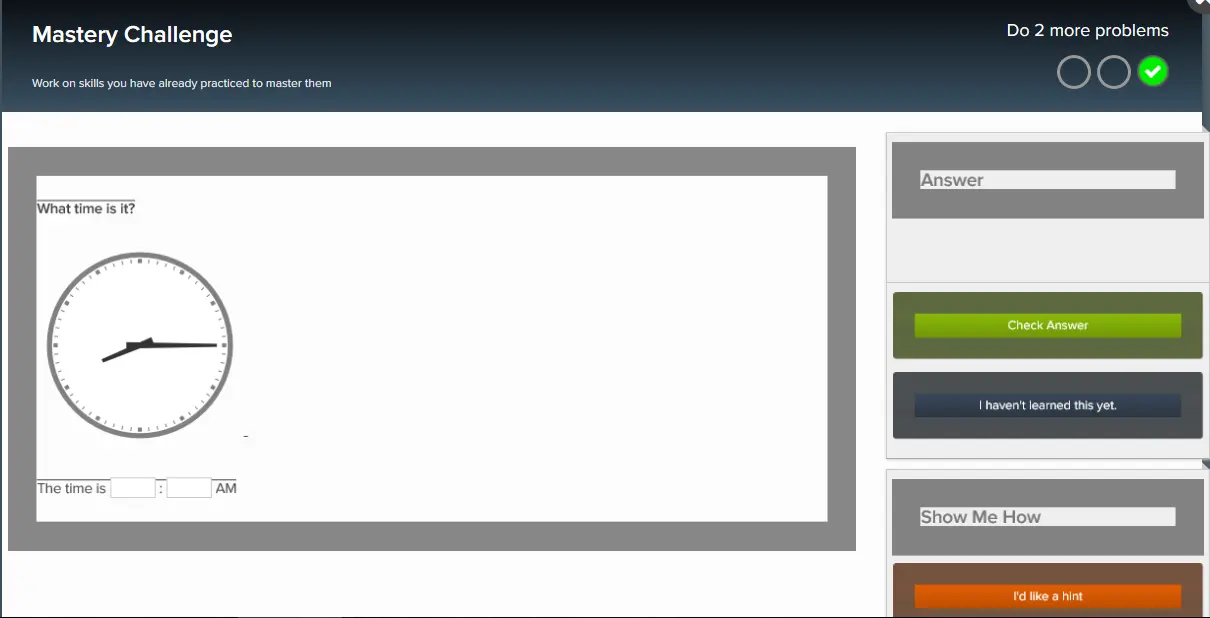 Mastery Challenge
Do 2 more problems
Work on skills you have already practiced to master them
What time is it?
The time is : AM
Answer
Check Answer
I haven't learned this yet.
Show Me How
I'd like a hint